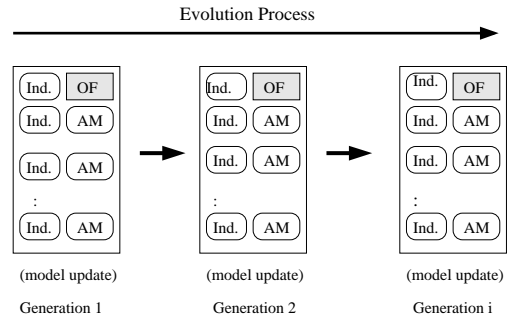 Evolution Process
Ind. OF
Ind. AM
Ind. AM
:
Ind. AM
(model update)
Generation 1
Ind. OF
Ind. AM
Ind. AM
:
Ind. AM
(model update)
Generation 2
Ind. OF
Ind. AM
Ind. AM
:
Ind. AM
(model update)
Generation i